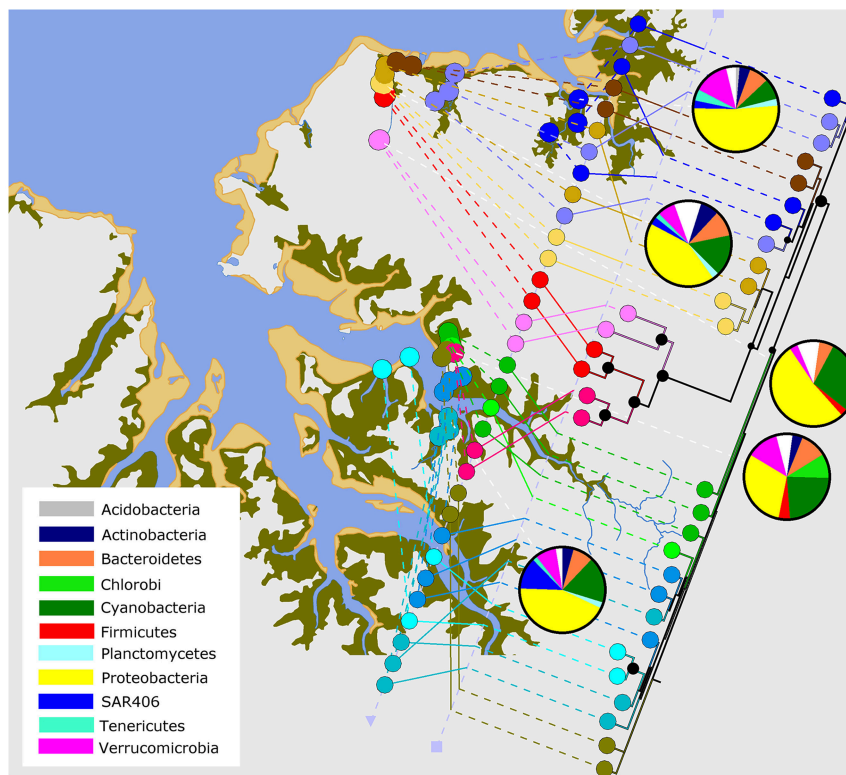 Acidobacteria
Actinobacteria
Bacteroidetes
Chlorobi
Cyanobacteria
Firmicutes
Planctomycetes
Proteobacteria
SAR406
Tenericutes
Verrucomicrobia